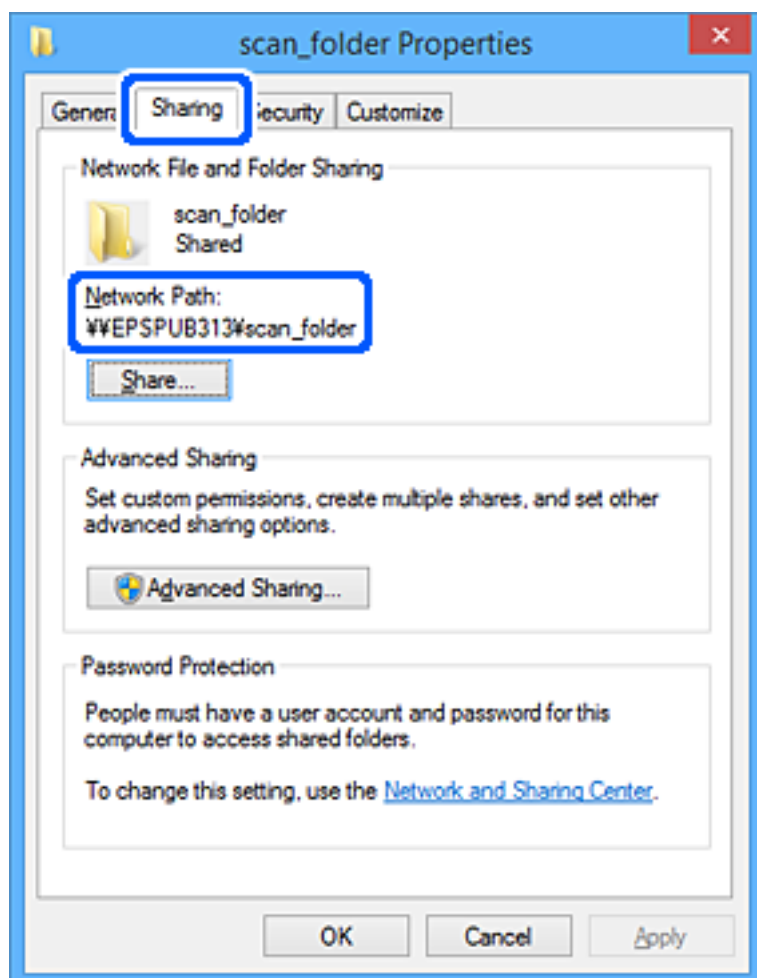 scan_folder Properties
Sharing
Customize
Network File and Folder Sharing
scan_folder
Shared
Network Path:
¥¥EPSPUB313¥scan_folder
Share...
Advanced Sharing
Set custom permissions, create multiple shares, and set other
advanced sharing options.
Advanced Sharing...
Password Protection
People must have a user account and password for this
computer to access shared folders.
To change this setting, use the Network and Sharing Center.
OK Cancel Apply